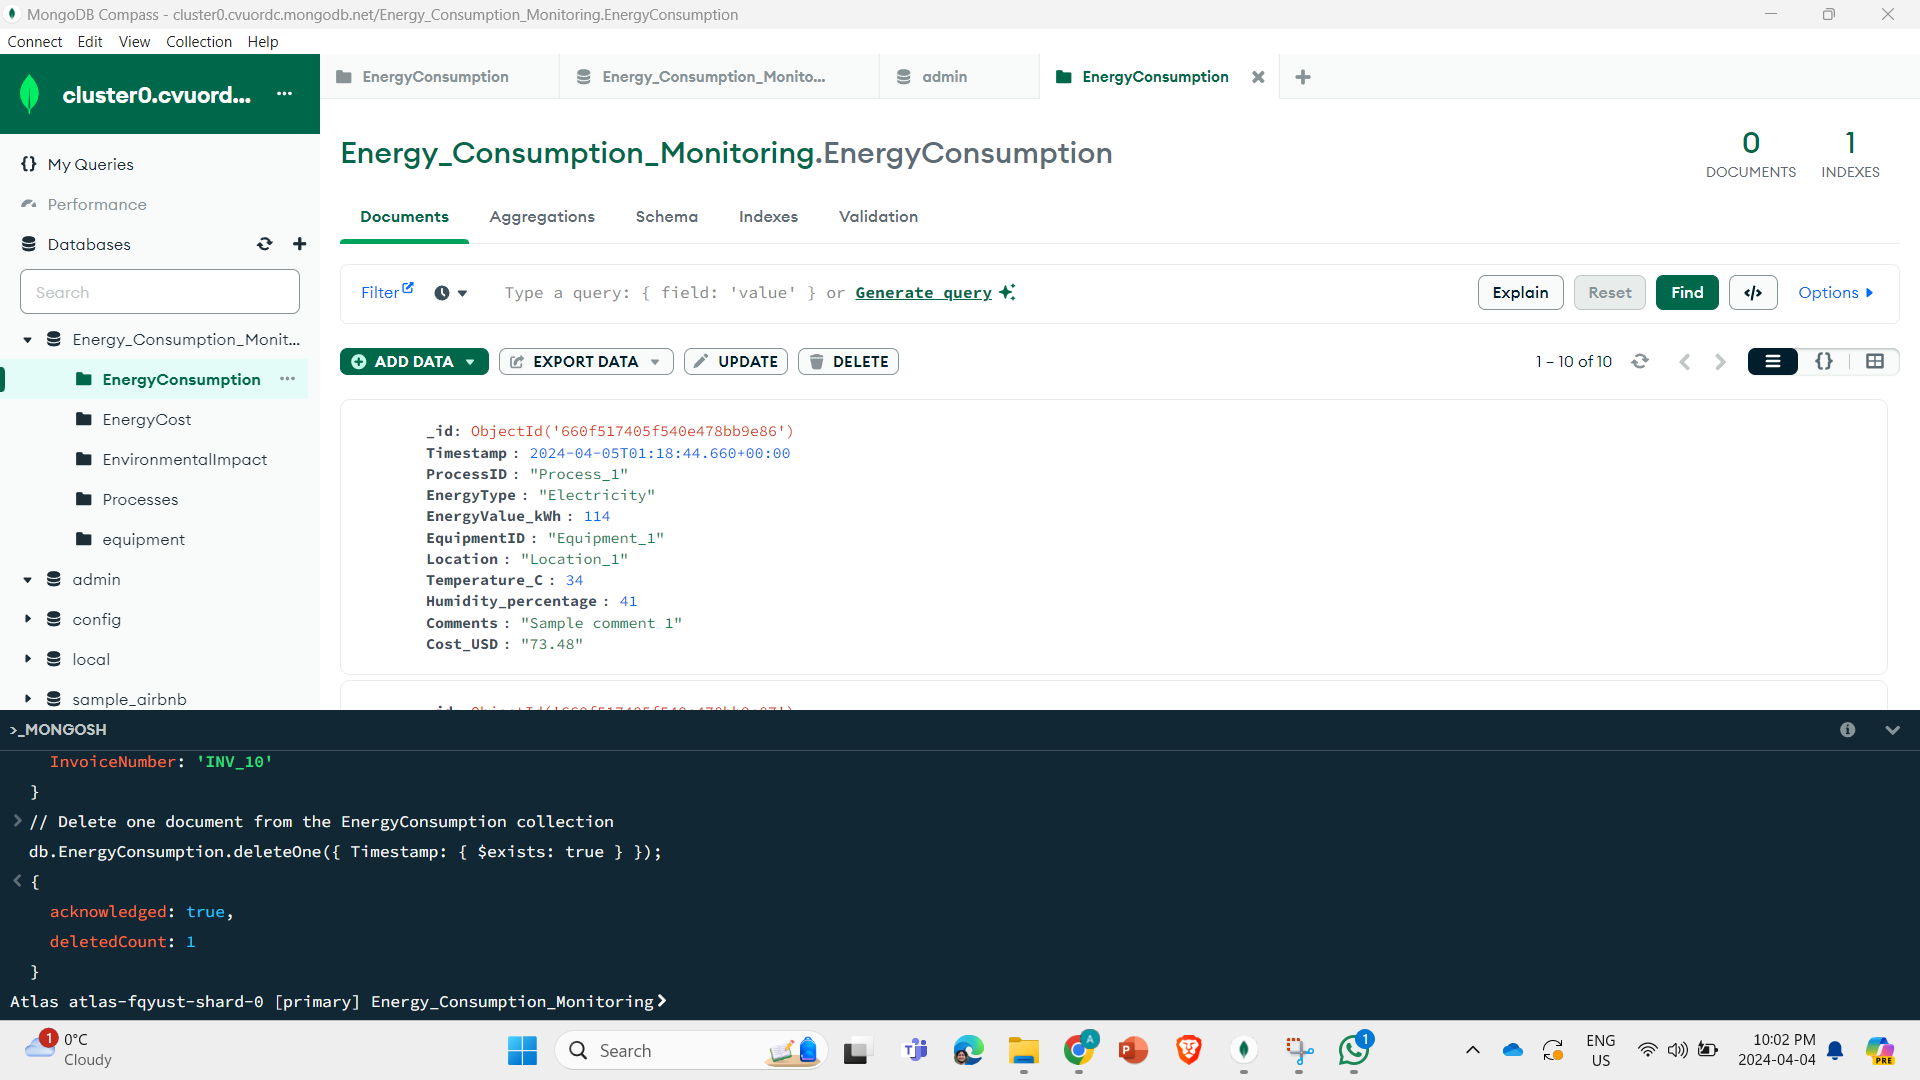 MongoDB Compass - cluster0.cvuordc.mongodb.net/Energy_Consumption_Monitoring.EnergyConsumption
Connect Edit View Collection Help
cluster0.cvuord... ...
EnergyConsumption Energy_Consumption_Monito... admin EnergyConsumption
My Queries
Performance
Databases
Search
Energy_Consumption_Monit...
EnergyConsumption ...
EnergyCost
EnvironmentalImpact
Processes
equipment
admin
config
local
sample_airbnb
Energy_Consumption_Monitoring.EnergyConsumption
0 DOCUMENTS
1 INDEXES
Documents Aggregations Schema Indexes Validation
Filter Type a query: { field: 'value' } or Generate query Explain Reset Find </> Options
ADD DATA EXPORT DATA UPDATE DELETE 1 – 10 of 10 {}
_id: ObjectId('660f517405f540e478bb9e86')
Timestamp : 2024-04-05T01:18:44.660+00:00
ProcessID : "Process_1"
EnergyType : "Electricity"
EnergyValue_kWh : 114
EquipmentID : "Equipment_1"
Location : "Location_1"
Temperature_C : 34
Humidity_percentage : 41
Comments : "Sample comment 1"
Cost_USD : "73.48"
>_MONGOSH
InvoiceNumber: 'INV_10'
}
> // Delete one document from the EnergyConsumption collection
db.EnergyConsumption.deleteOne({ Timestamp: { $exists: true } });
< {
acknowledged: true,
deletedCount: 1
}
Atlas atlas-fqyust-shard-0 [primary] Energy_Consumption_Monitoring>
1 0°C
Cloudy
Search
A
1
PRE
ENG
US
10:02 PM
2024-04-04